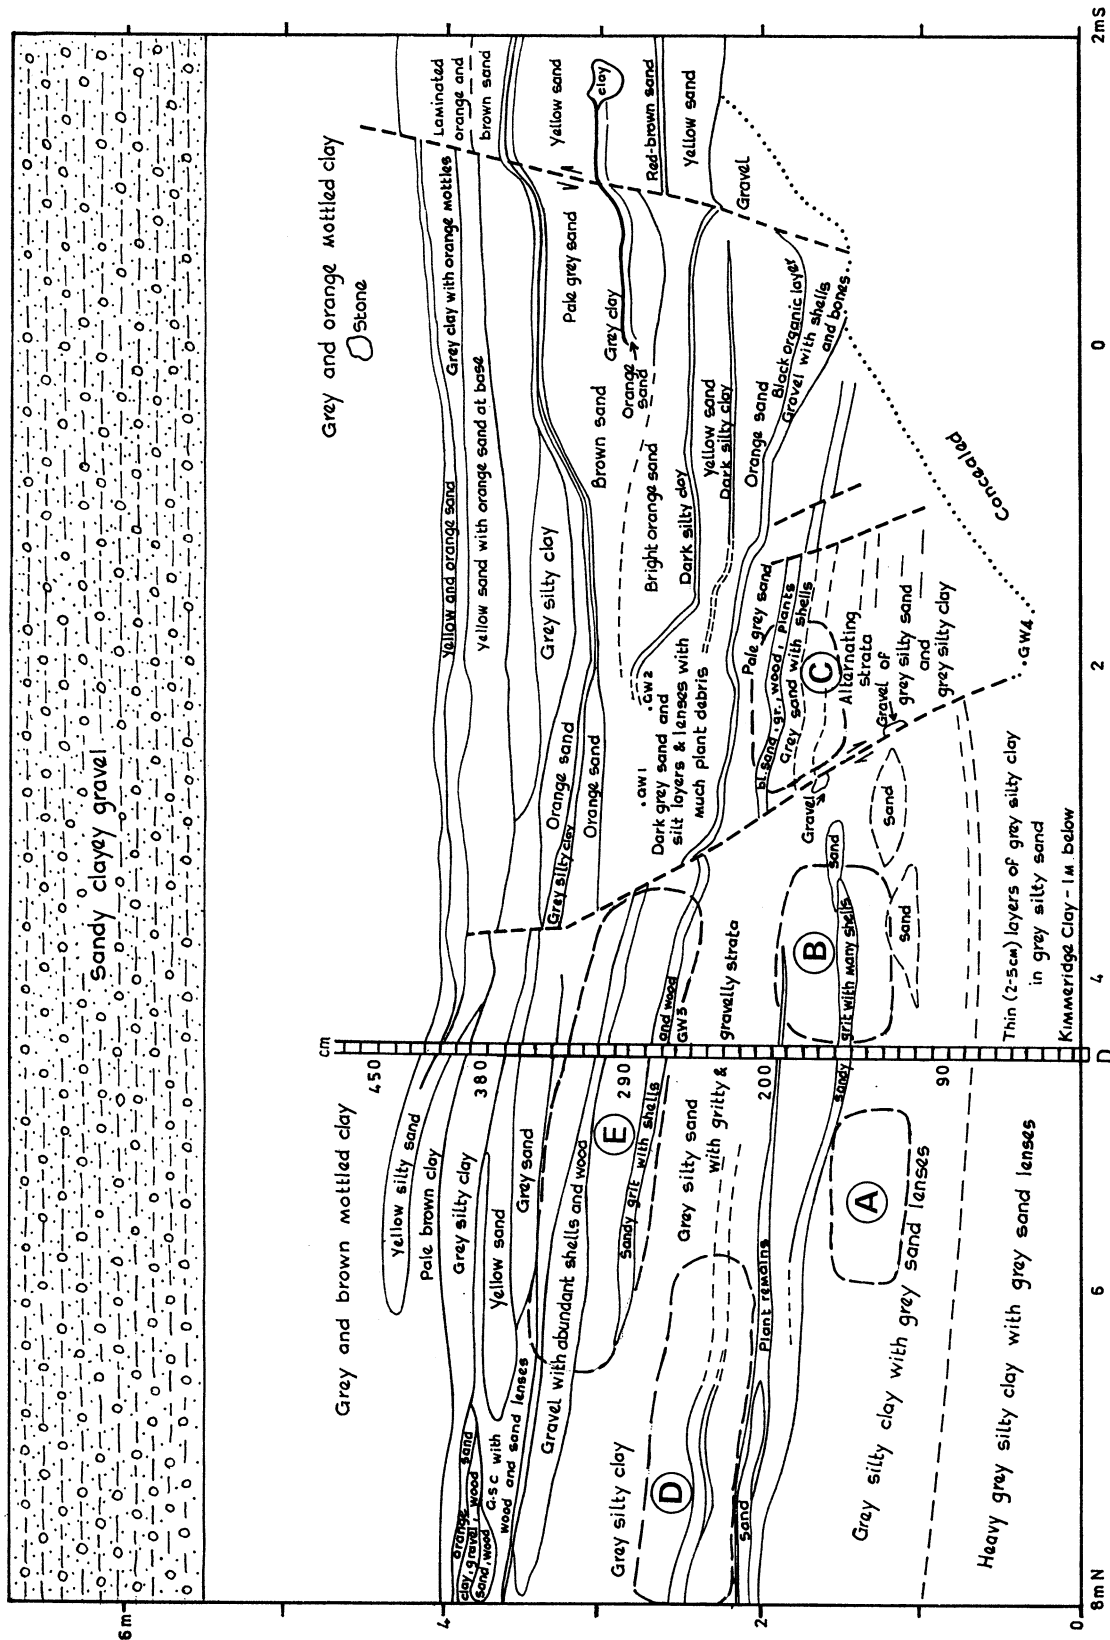 Sandy clayey gravel
Grey and brown mottled clay
Grey and orange mottled clay
Stone
cm
450
380
290
200
90
0
Yellow silty sand
Pale brown clay
Grey silty clay
Yellow sand
Grey sand
orange sand
clay, gravel, wood
sand, wood
G.S C with
wood and sand lenses
Gravel with abundant shells and wood
E
Sandy grit with shells
and wood
GW3
Grey silty clay
D
Grey silty sand
with gritty &
gravelly strata
sand
Plant remains
sandy grit with many shells
A
B
C
Grey silty clay with grey sand lenses
Heavy grey silty clay with grey sand lenses
Yellow and orange sand
Grey clay with orange mottles
yellow sand with orange sand at base
Grey silty clay
Orange sand
Grey silty clay
Orange sand
Laminated
orange and
brown sand
Yellow sand
clay
Red-brown sand
Yellow sand
Gravel
Pale grey sand
Grey clay
Orange
sand
Brown sand
Bright orange sand
Dark silty clay
Yellow sand
Dark silty clay
Orange sand
Black organic layer
Gravel with shells
and bones
GW2
GW1
Dark grey sand and
silt layers & lenses with
much plant debris
Pale grey sand
bl. sand, gr., wood, plants
Grey sand with shells
Alternating
strata
of
grey silty sand
and
grey silty clay
Gravel
Gravel
sand
sand
sand
GW4
Concealed
Thin (2-5cm) layers of grey silty clay
in grey silty sand
Kimmeridge Clay - 1m below
6m
4
2
0
8mN
6
4
2
0
2mS